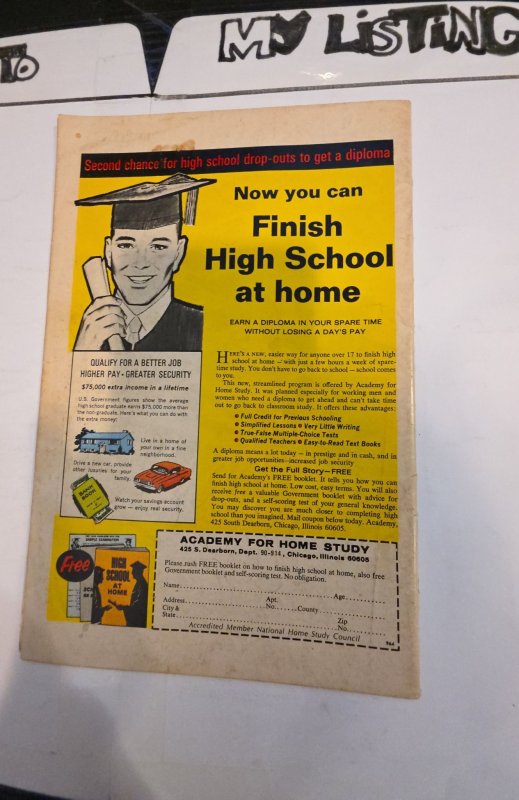 TO
MY LISTING
Second chance for high school drop-outs to get a diploma
Now you can
Finish
High School
at home
EARN A DIPLOMA IN YOUR SPARE TIME
WITHOUT LOSING A DAY'S PAY
QUALIFY FOR A BETTER JOB
HIGHER PAY • GREATER SECURITY
$75,000 extra income in a lifetime
U.S. Government figures show the average
high school graduate earns $75,000 more than
the non-graduate. Here's what you can do with
the extra money:
Live in a home of
your own in a fine
neighborhood.
Drive a new car, provide
other luxuries for your
family.
BANK
BOOK
Watch your savings account
grow — enjoy real security.
HERE'S A NEW, easier way for anyone over 17 to finish high
school at home — with just a few hours a week of spare-
time study. You don't have to go back to school — school comes
to you.
This new, streamlined program is offered by Academy for
Home Study. It was planned especially for working men and
women who need a diploma to get ahead and can't take time
out to go back to classroom study. It offers these advantages:
• Full Credit for Previous Schooling
• Simplified Lessons • Very Little Writing
• True-False Multiple-Choice Tests
• Qualified Teachers • Easy-to-Read Text Books
A diploma means a lot today — in prestige and in cash, and in
greater job opportunities—increased job security
Get the Full Story—FREE
Send for Academy's FREE booklet. It tells you how you can
finish high school at home. Low cost, easy terms. You will also
receive free a valuable Government booklet with advice for
drop-outs, and a self-scoring test of your general knowledge.
You may discover you are much closer to completing high
school than you imagined. Mail coupon below today. Academy,
425 South Dearborn, Chicago, Illinois 60605.
Free
HIGH
SCHOOL
AT
HOME
ACADEMY FOR HOME STUDY
425 S. Dearborn, Dept. 90-914, Chicago, Illinois 60605
Please rush FREE booklet on how to finish high school at home, also free
Government booklet and self-scoring test. No obligation.
Name Age
Address Apt. No. County
City & State Zip No.
Accredited Member National Home Study Council